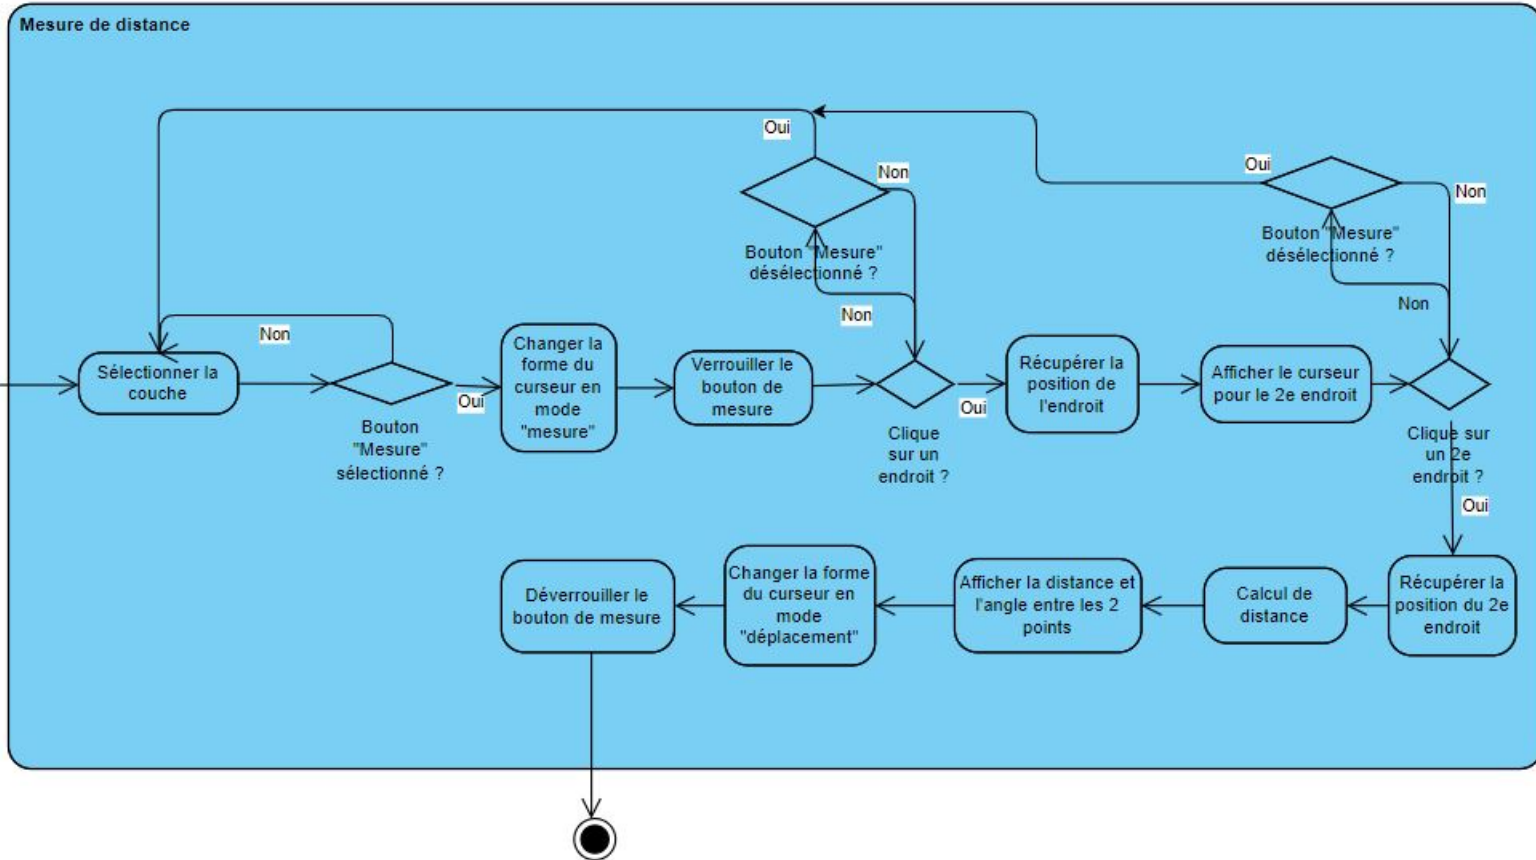 Mesure de distance
Oui
Non
Oui
Non
Bouton "Mesure"
désélectionné ?
Bouton "Mesure"
désélectionné ?
Non
Non
Non
Sélectionner la
couche
Oui
Bouton
"Mesure"
sélectionné ?
Changer la
forme du
curseur en
mode
"mesure"
Verrouiller le
bouton de
mesure
Oui
Clique
sur un
endroit ?
Récupérer la
position de
l'endroit
Afficher le curseur
pour le 2e endroit
Clique sur
un 2e
endroit ?
Oui
Déverrouiller le
bouton de mesure
Changer la forme
du curseur en
mode
"déplacement"
Afficher la distance et
l'angle entre les 2
points
Calcul de
distance
Récupérer la
position du 2e
endroit